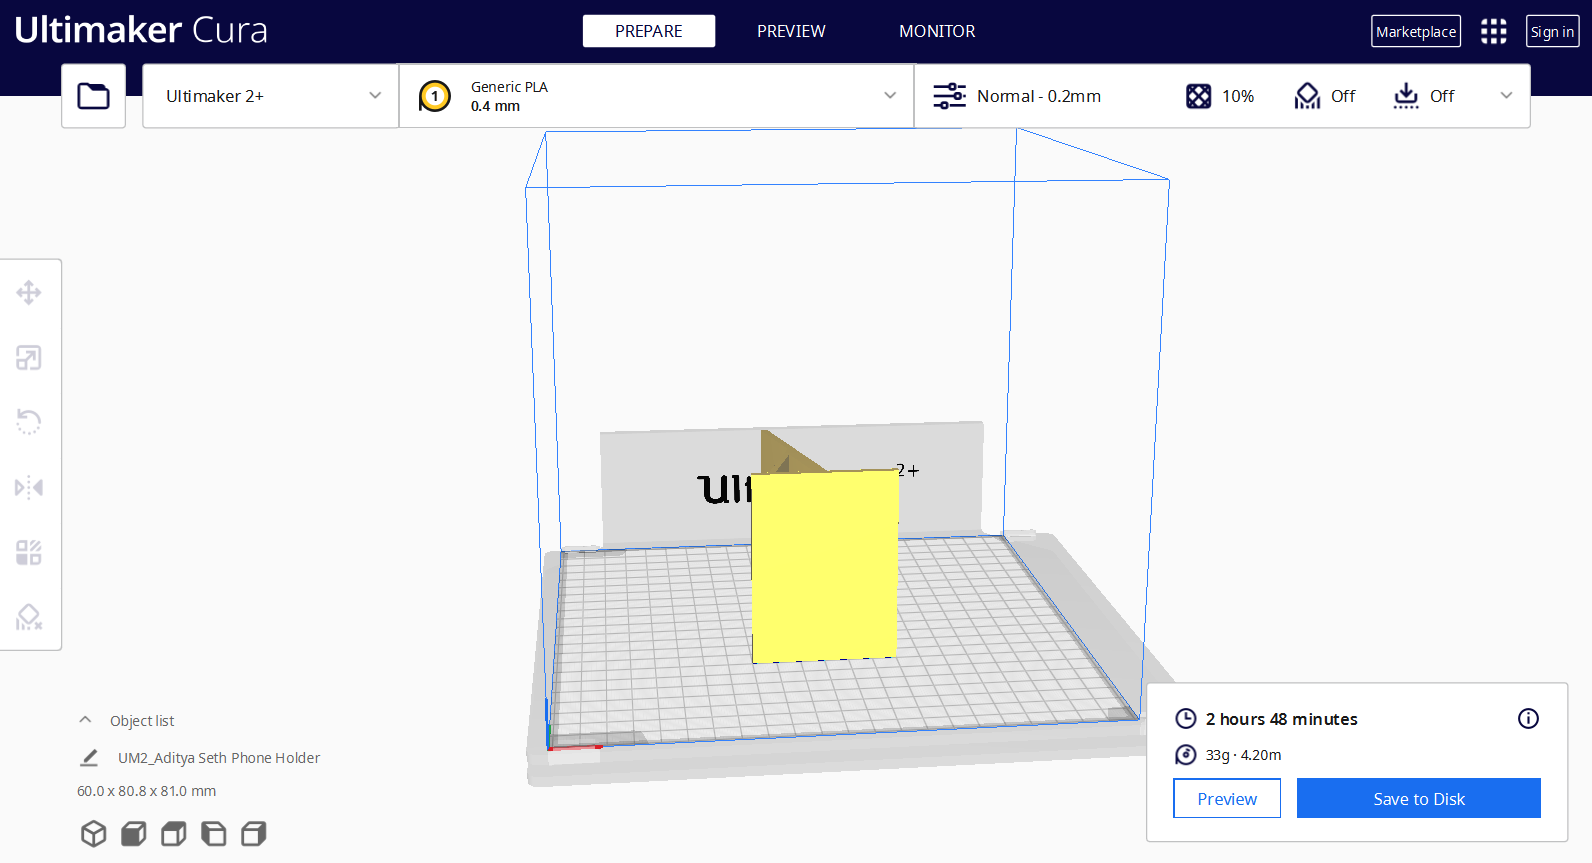 Ultimaker Cura
PREPARE
PREVIEW
MONITOR
Marketplace
Sign in
Ultimaker 2+
1
Generic PLA
0.4 mm
Normal - 0.2mm
10%
Off
Off
2+
Object list
UM2_Aditya Seth Phone Holder
60.0 x 80.8 x 81.0 mm
2 hours 48 minutes
33g · 4.20m
Preview
Save to Disk